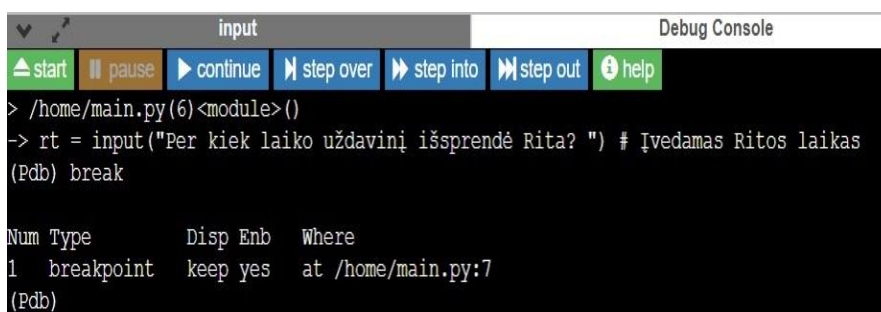 input Debug Console
start pause continue step over step into step out help
> /home/main.py(6)<module>()
-> rt = input("Per kiek laiko uždavinį išsprendė Rita? ") # Įvedamas Ritos laikas
(Pdb) break
Num Type Disp Enb Where
1 breakpoint keep yes at /home/main.py:7
(Pdb)